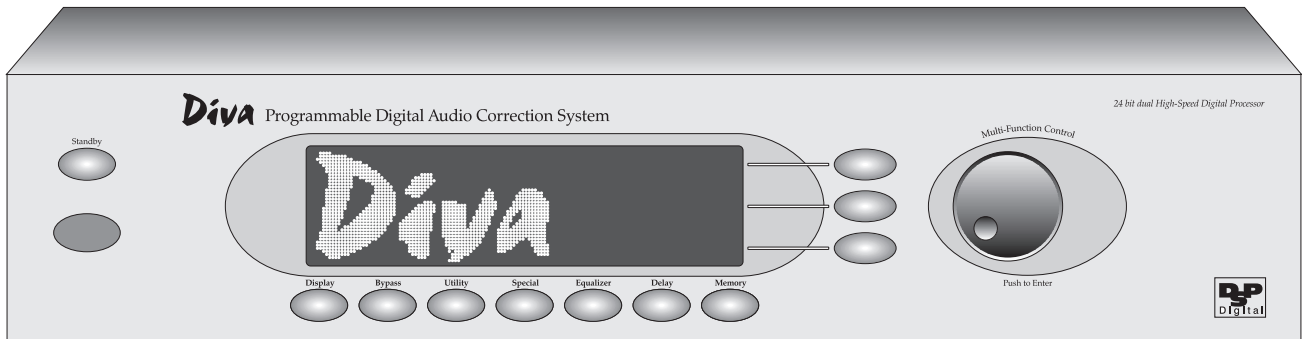 Diva Programmable Digital Audio Correction System
24 bit dual High-Speed Digital Processor
Standby
Multi-Function Control
Diva
Display Bypass Utility Special Equalizer Delay Memory
Push to Enter
DSP
Digital